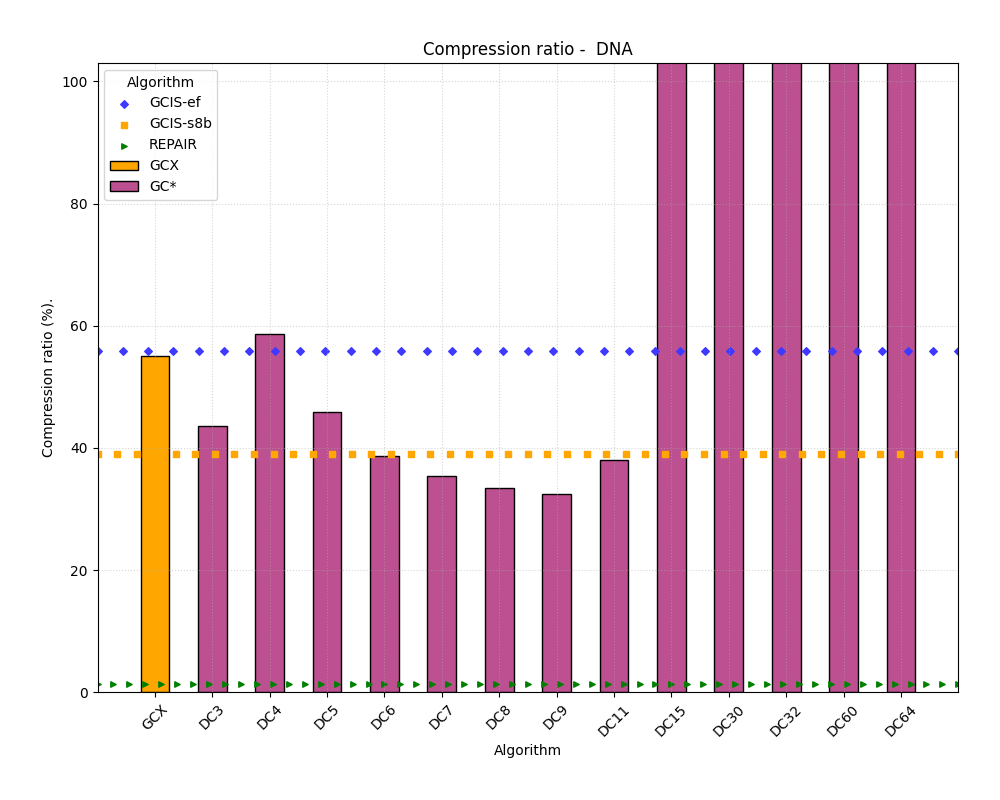 Compression ratio -  DNA
Algorithm
GCIS-ef
GCIS-s8b
REPAIR
GCX
GC*
Compression ratio (%).
100
80
60
40
20
0
GCX
DC3
DC4
DC5
DC6
DC7
DC8
DC9
DC11
DC15
DC30
DC32
DC60
DC64
Algorithm